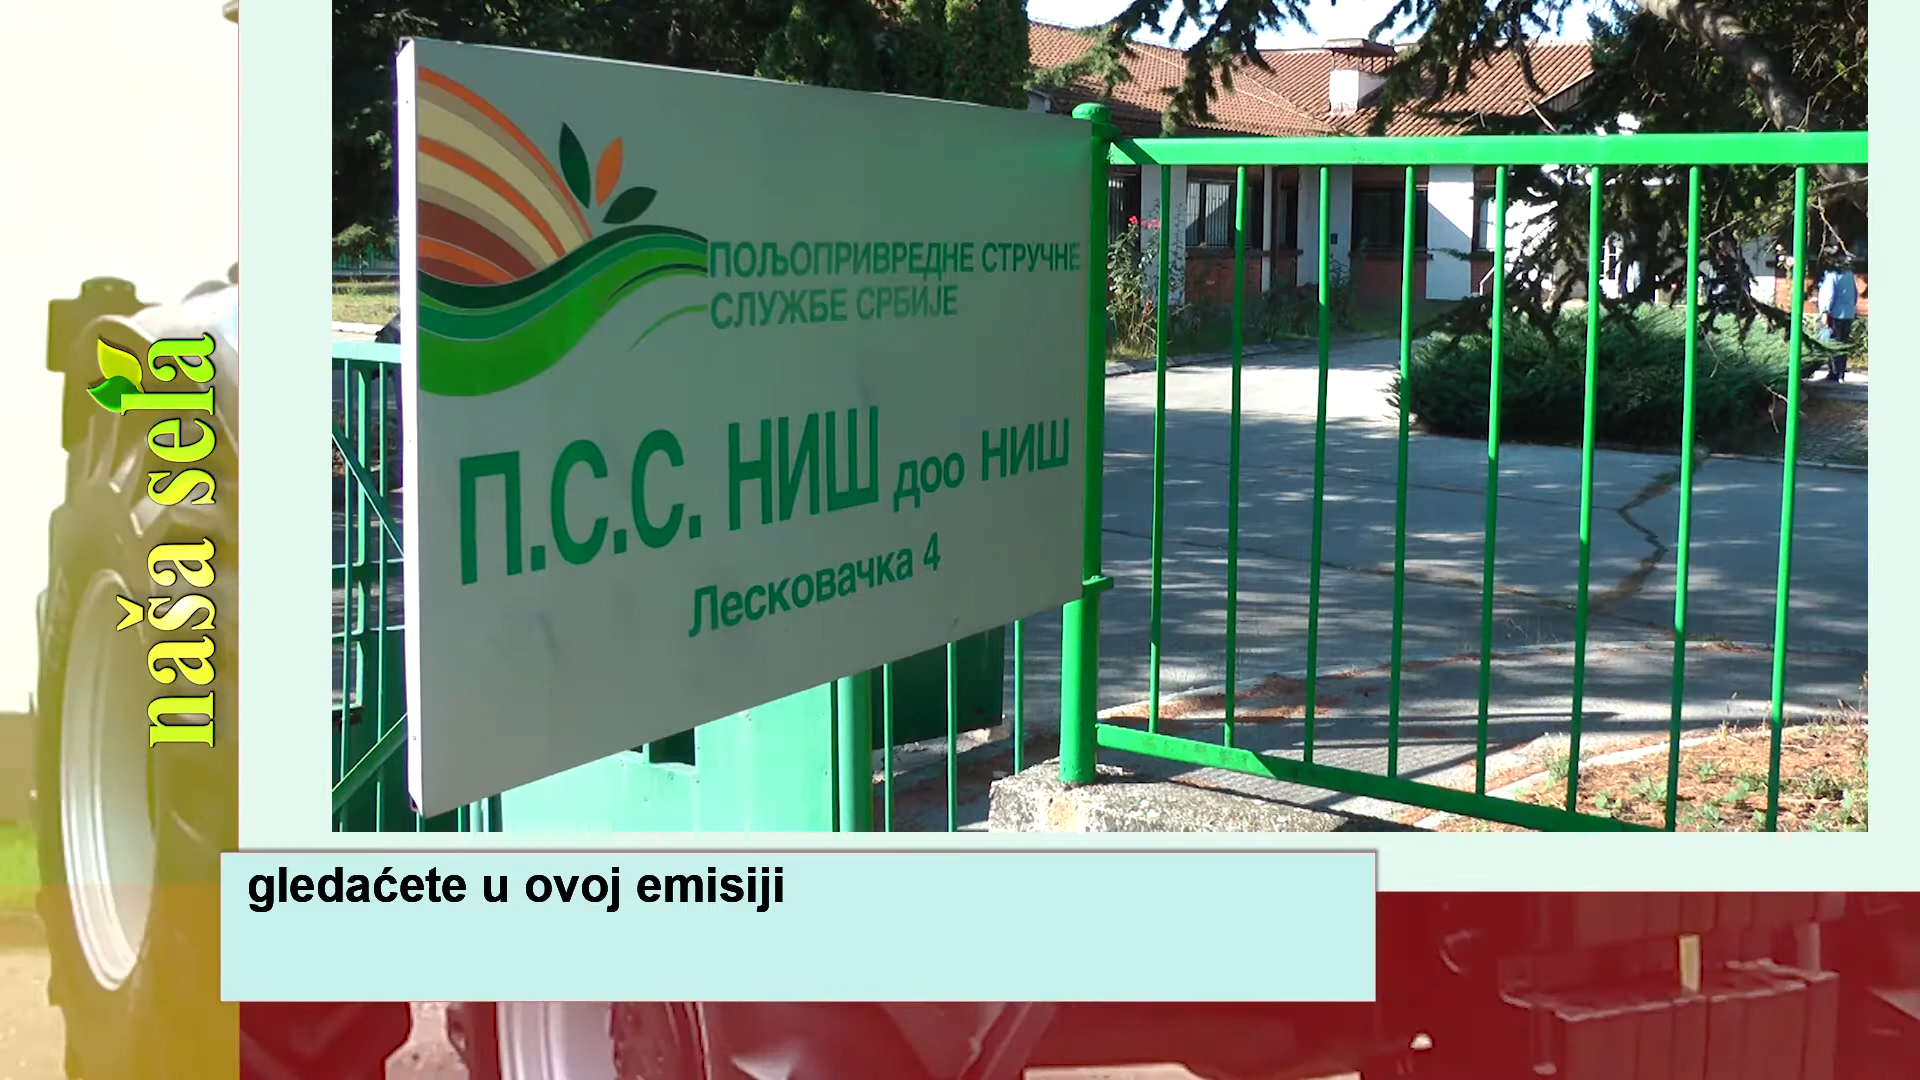 naša sela
ПОЉОПРИВРЕДНЕ СТРУЧНЕ
СЛУЖБЕ СРБИЈЕ
П.С.С. НИШ доо НИШ
Лесковачка 4
gledaćete u ovoj emisiji